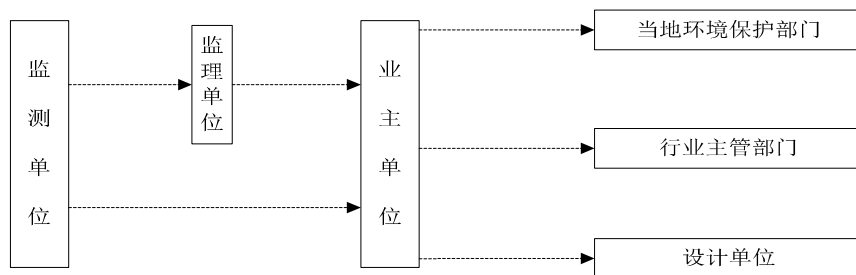 监测单位
监理单位
业主单位
当地环境保护部门
行业主管部门
设计单位